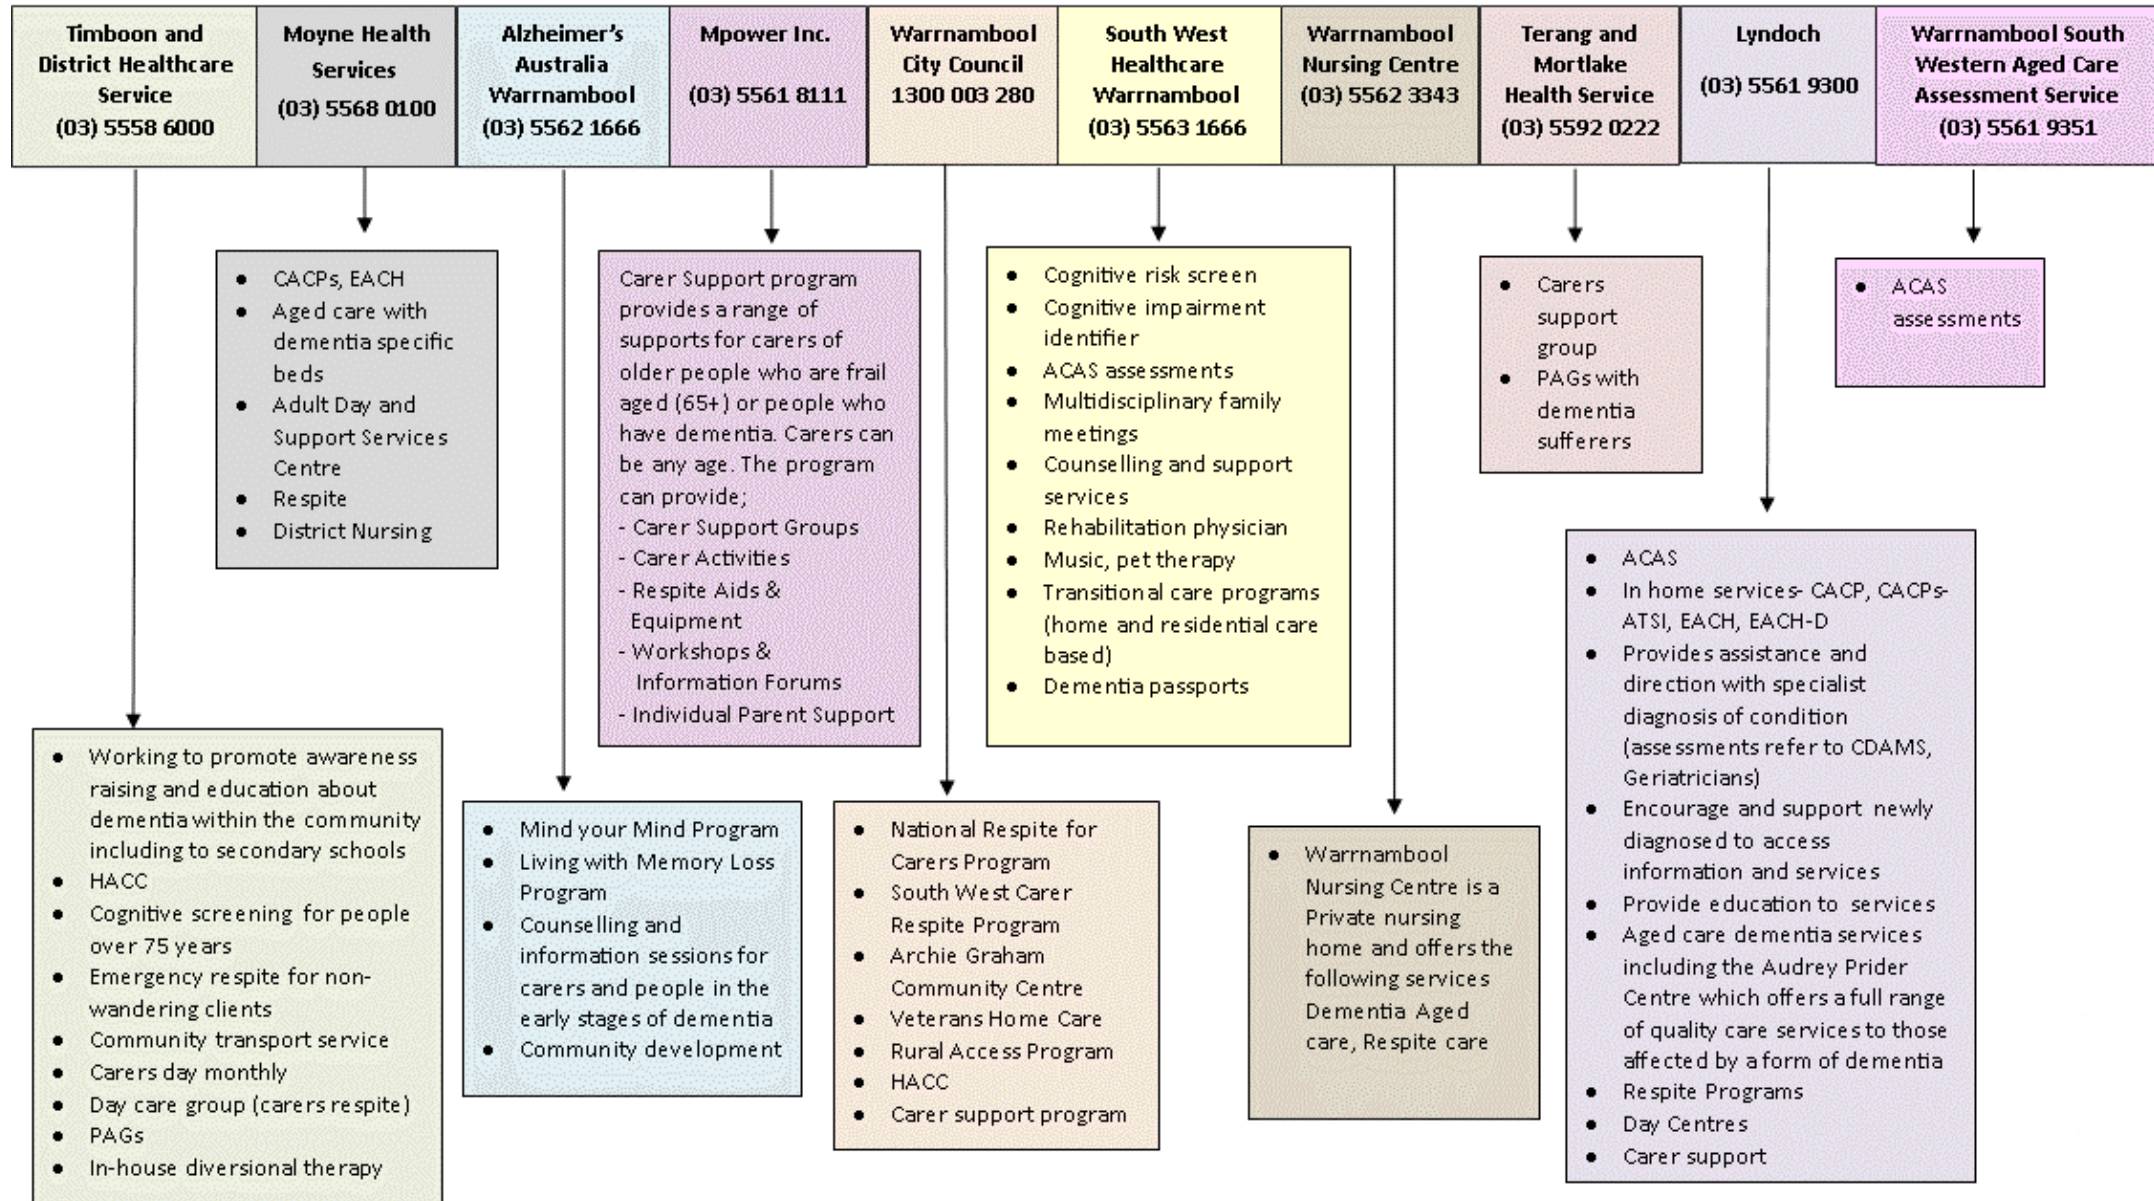 Timboon and
District Healthcare
Service
(03) 5558 6000
Moyne Health
Services
(03) 5568 0100
Alzheimer's
Australia
Warrnambool
(03) 5562 1666
Mpower Inc.
(03) 5561 8111
Warrnambool
City Council
1300 003 280
South West
Healthcare
Warrnambool
(03) 5563 1666
Warrnambool
Nursing Centre
(03) 5562 3343
Terang and
Mortlake
Health Service
(03) 5592 0222
Lyndoch
(03) 5561 9300
Warrnambool South
Western Aged Care
Assessment Service
(03) 5561 9351
● Working to promote awareness
raising and education about
dementia within the community
including to secondary schools
● HACC
● Cognitive screening for people
over 75 years
● Emergency respite for non-
wandering clients
● Community transport service
● Carers day monthly
● Day care group (carers respite)
● PAGs
● In-house diversional therapy
● CACPs, EACH
● Aged care with
dementia specific
beds
● Adult Day and
Support Services
Centre
● Respite
● District Nursing
● Mind your Mind Program
● Living with Memory Loss
Program
● Counselling and
information sessions for
carers and people in the
early stages of dementia
● Community development
Carer Support program
provides a range of
supports for carers of
older people who are frail
aged (65+) or people who
have dementia. Carers can
be any age. The program
can provide;
- Carer Support Groups
- Carer Activities
- Respite Aids &
Equipment
- Workshops &
Information Forums
- Individual Parent Support
● National Respite for
Carers Program
● South West Carer
Respite Program
● Archie Graham
Community Centre
● Veterans Home Care
● Rural Access Program
● HACC
● Carer support program
● Cognitive risk screen
● Cognitive impairment
identifier
● ACAS assessments
● Multidisciplinary family
meetings
● Counselling and support
services
● Rehabilitation physician
● Music, pet therapy
● Transitional care programs
(home and residential care
based)
● Dementia passports
● Warrnambool
Nursing Centre is a
Private nursing
home and offers the
following services
Dementia Aged
care, Respite care
● Carers
support
group
● PAGs with
dementia
sufferers
● ACAS
● In home services- CACP, CACPs-
ATSI, EACH, EACH-D
● Provides assistance and
direction with specialist
diagnosis of condition
(assessments refer to CDAMS,
Geriatricians)
● Encourage and support newly
diagnosed to access
information and services
● Provide education to services
● Aged care dementia services
including the Audrey Prider
Centre which offers a full range
of quality care services to those
affected by a form of dementia
● Respite Programs
● Day Centres
● Carer support
● ACAS
assessments